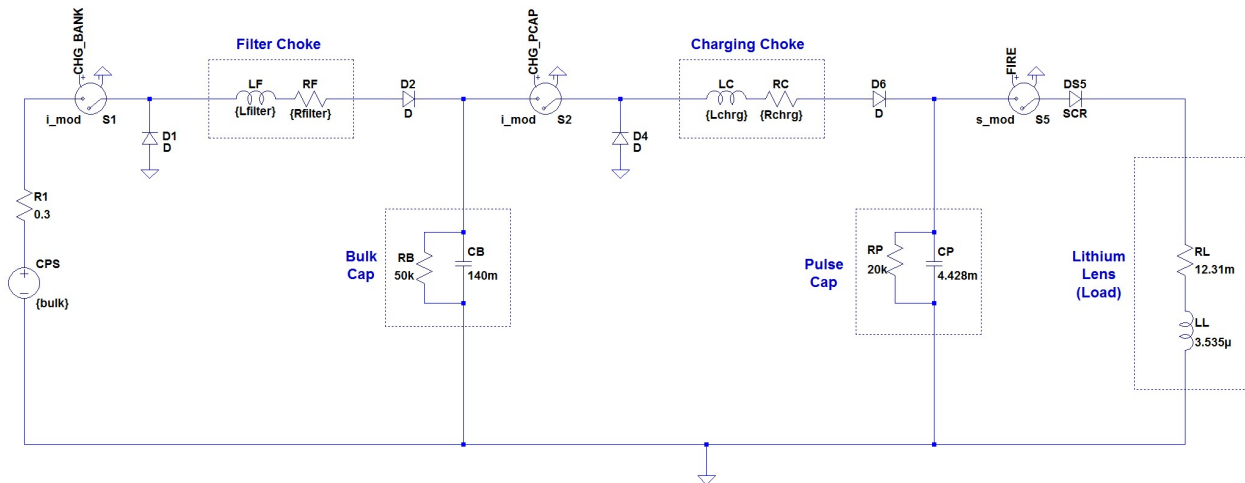 CHG_BANK
i_mod
S1
D1
D
Filter Choke
LF
{Lfilter}
RF
{Rfilter}
D2
D
CHG_PCAP
i_mod
S2
D4
D
Charging Choke
LC
{Lchrg}
RC
{Rchrg}
D6
D
FIRE
s_mod
S5
DS5
SCR
R1
0.3
CPS
{bulk}
Bulk
Cap
RB
50k
CB
140m
Pulse
Cap
RP
20k
CP
4.428m
Lithium
Lens
(Load)
RL
12.31m
LL
3.535µ